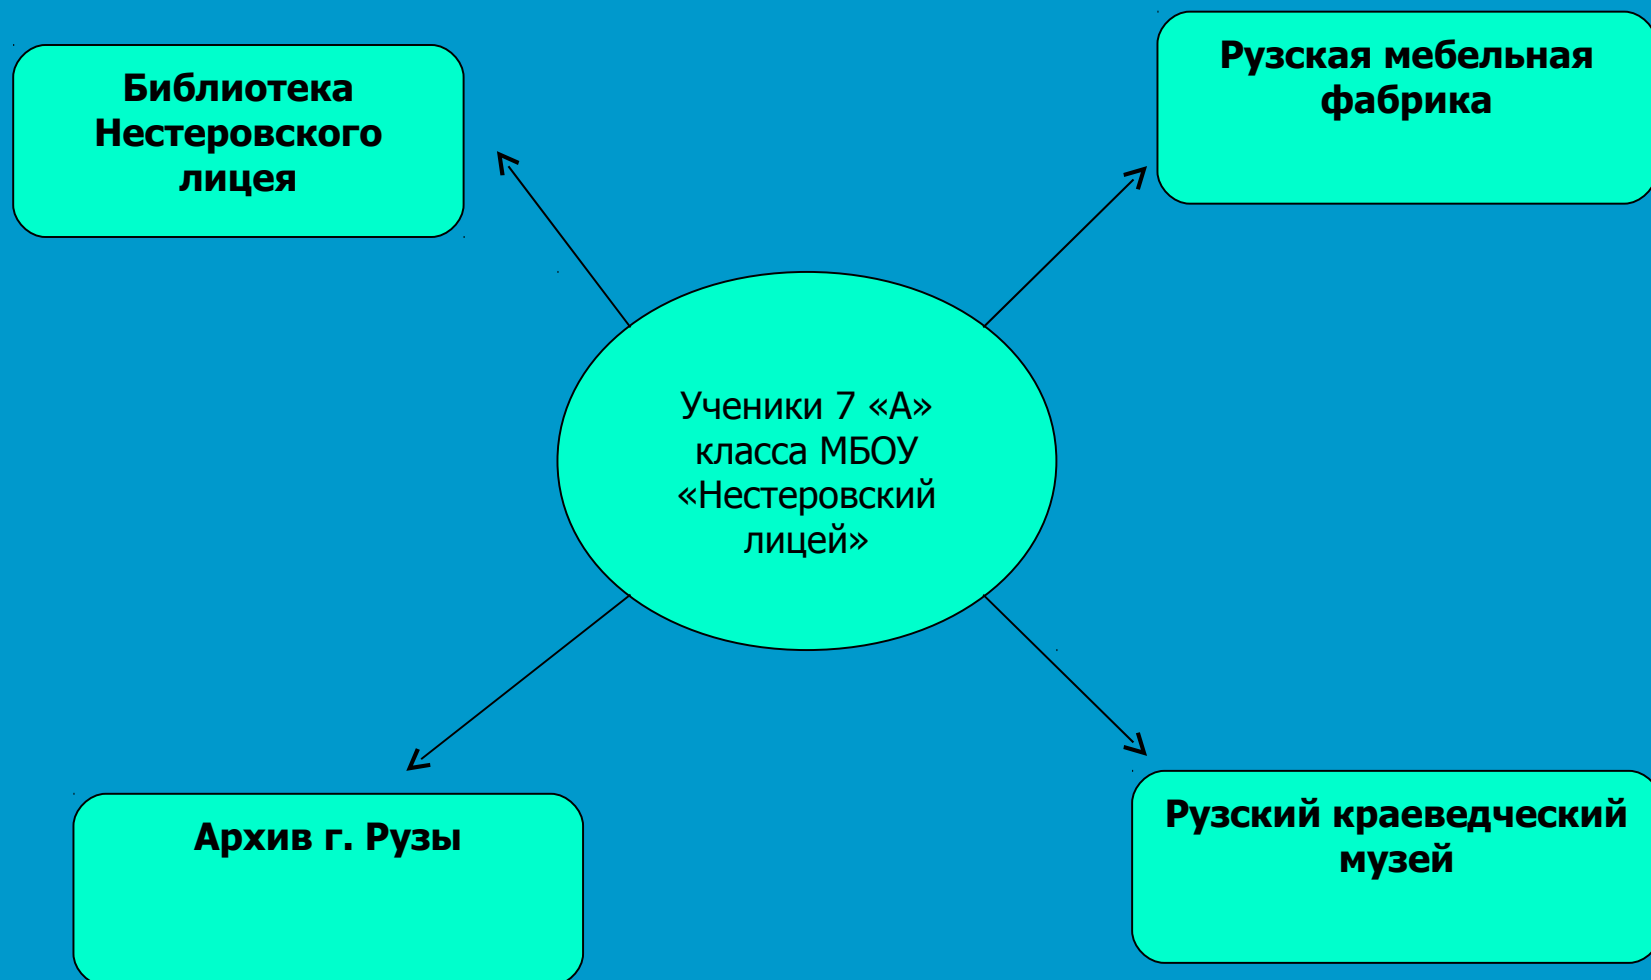 Библиотека
Нестеровского
лицея
Рузская мебельная
фабрика
Ученики 7 «А»
класса МБОУ
«Нестеровский
лицей»
Архив г. Рузы
Рузский краеведческий
музей